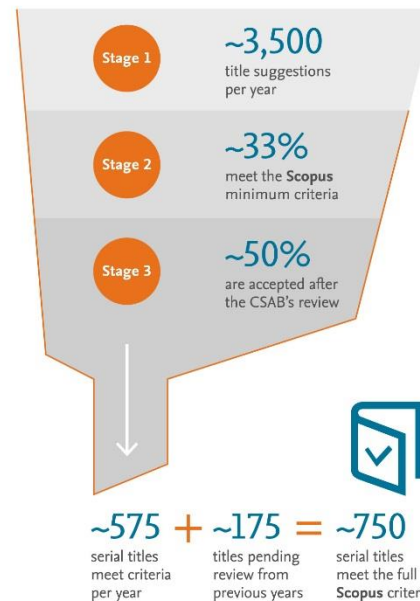 Stage 1
~3,500
title suggestions
per year
Stage 2
~33%
meet the Scopus
minimum criteria
Stage 3
~50%
are accepted after
the CSAB's review
~575 + ~175 = ~750
serial titles
meet criteria
per year
titles pending
review from
previous years
serial titles
meet the full
Scopus